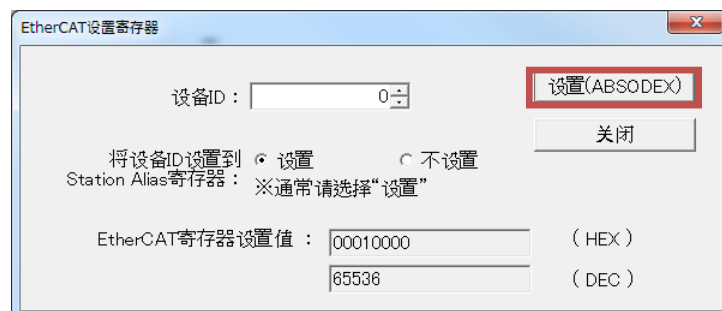 EtherCAT设置寄存器
设备ID： 0
设置(ABSODEX)
关闭
将设备ID设置到 设置 不设置
Station Alias寄存器： ※通常请选择“设置”
EtherCAT寄存器设置值 ： 00010000 ( HEX )
65536 ( DEC )